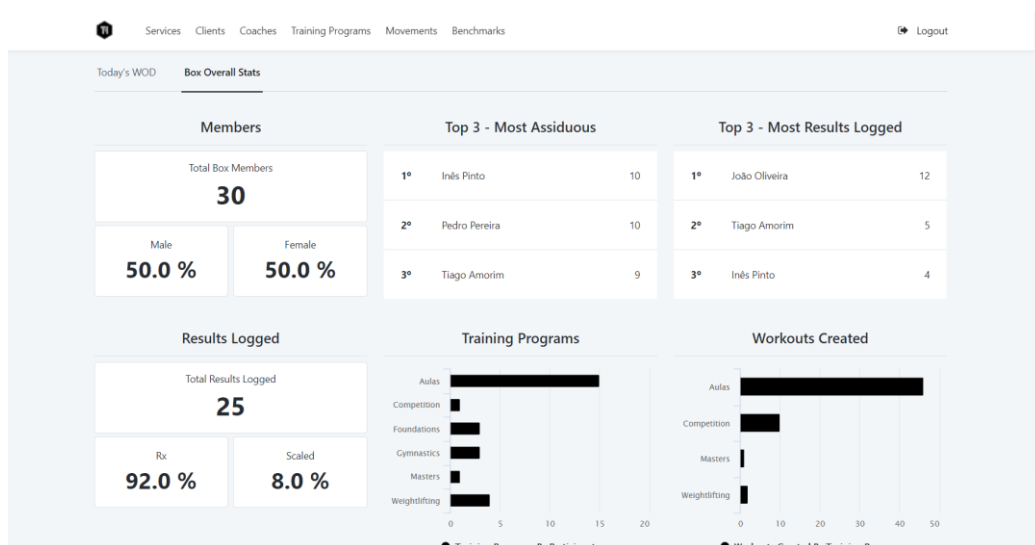 Services Clients Coaches Training Programs Movements Benchmarks Logout
Today's WOD Box Overall Stats
Members
Total Box Members
30
Male
50.0 %
Female
50.0 %
Top 3 - Most Assiduous
1º Inês Pinto 10
2º Pedro Pereira 10
3º Tiago Amorim 9
Top 3 - Most Results Logged
1º João Oliveira 12
2º Tiago Amorim 5
3º Inês Pinto 4
Results Logged
Total Results Logged
25
Rx
92.0 %
Scaled
8.0 %
Training Programs
Aulas
Competition
Foundations
Gymnastics
Masters
Weightlifting
0 5 10 15 20
Workouts Created
Aulas
Competition
Masters
Weightlifting
0 10 20 30 40 50